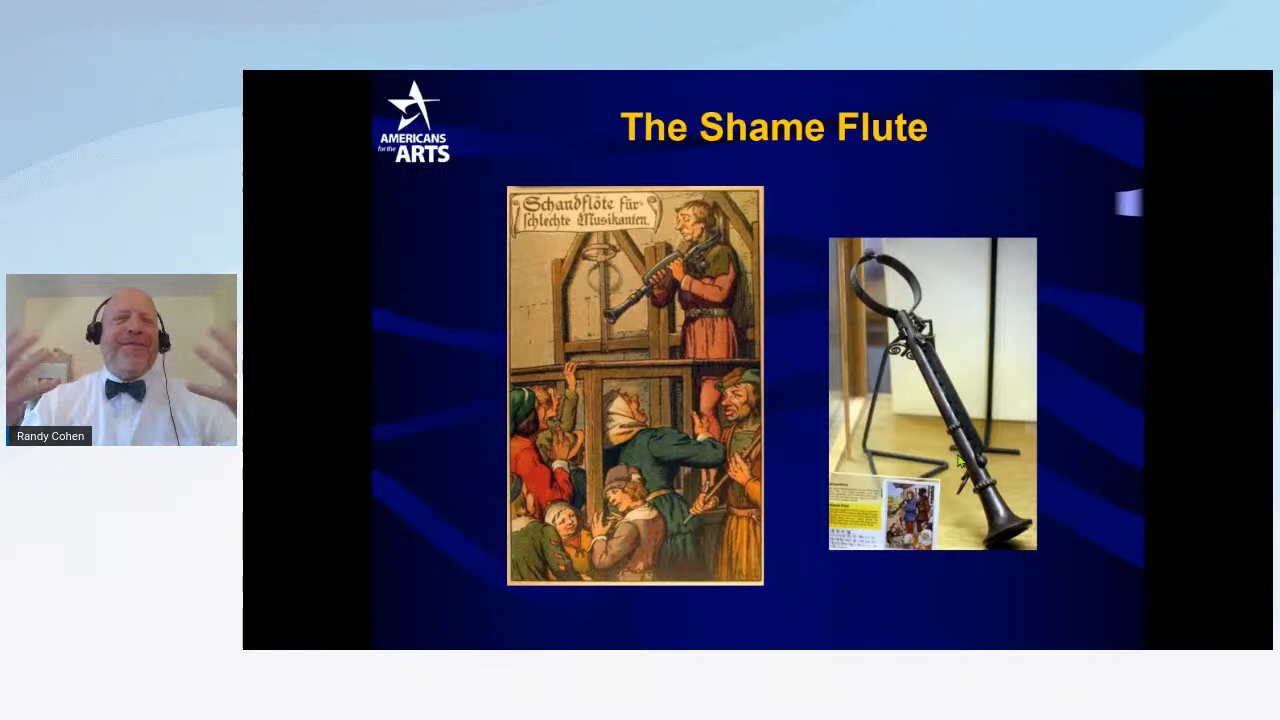 AMERICANS
for the ARTS
The Shame Flute
Schandflöte für
schlechte Musikanten.
Randy Cohen